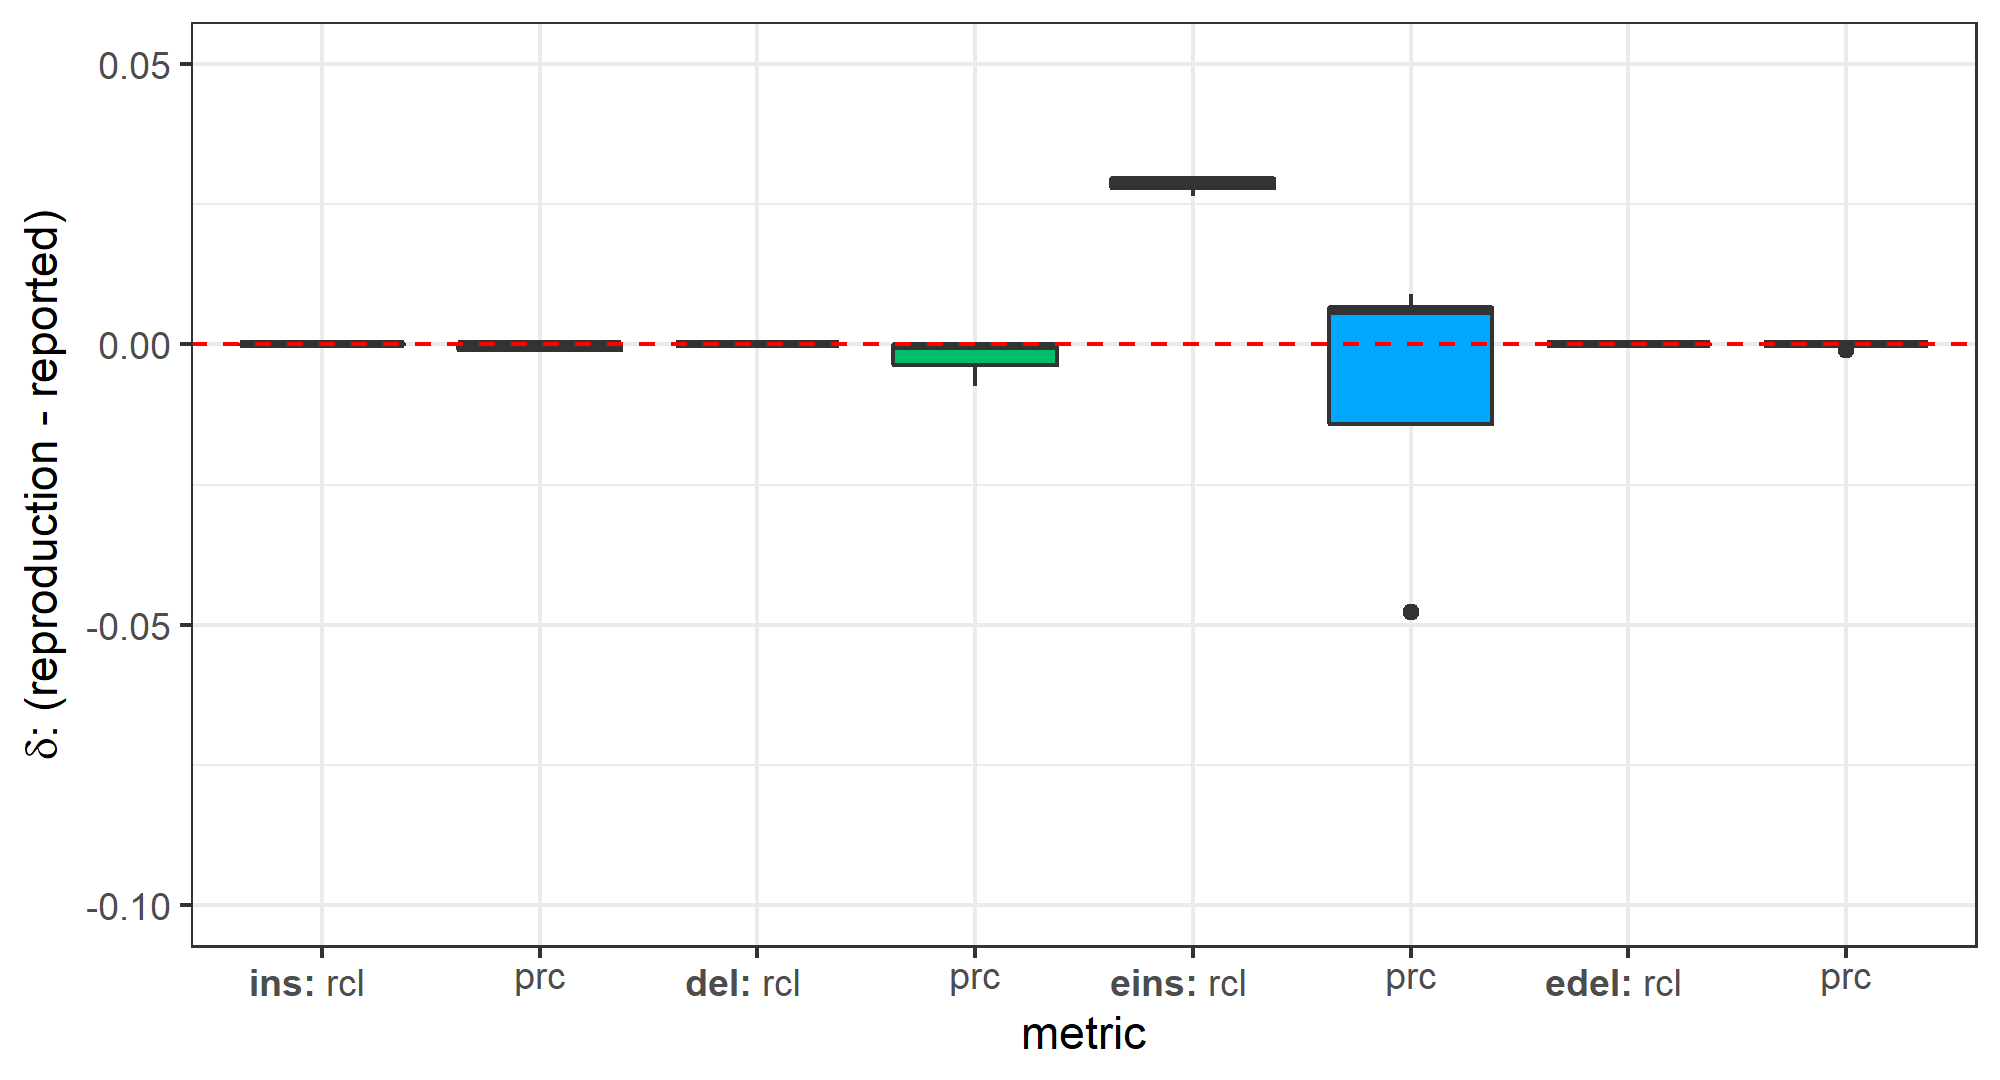 δ: (reproduction - reported)
0.05
0.00
-0.05
-0.10
ins: rcl
prc
del: rcl
prc
eins: rcl
prc
edel: rcl
prc
metric